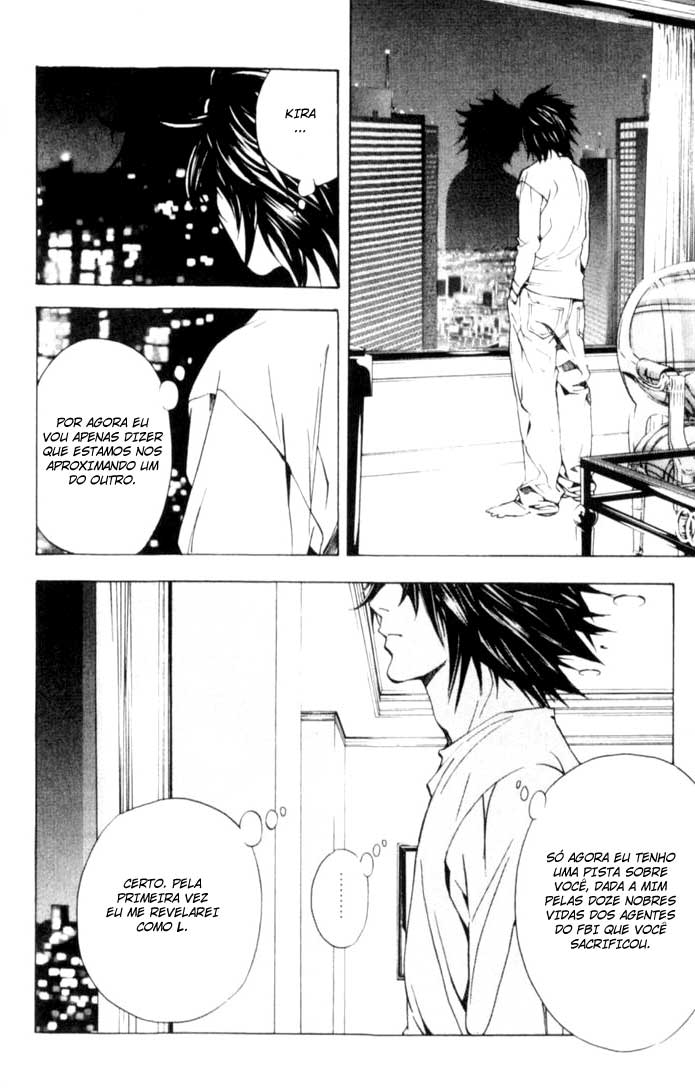 KIRA
...
POR AGORA EU
VOU APENAS DIZER
QUE ESTAMOS NOS
APROXIMANDO UM
DO OUTRO.
SÓ AGORA EU TENHO
UMA PISTA SOBRE
VOCÊ, DADA A MIM
PELAS DOZE NOBRES
VIDAS DOS AGENTES
DO FBI QUE VOCÊ
SACRIFICOU.
.......
CERTO. PELA
PRIMEIRA VEZ
EU ME REVELAREI
COMO L.